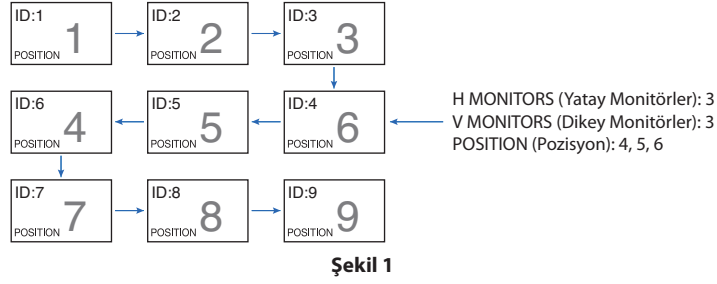 ID:1 ID:2 ID:3
POSITION 1 POSITION 2 POSITION 3
ID:6 ID:5 ID:4
POSITION 4 POSITION 5 POSITION 6
H MONITORS (Yatay Monitörler): 3
V MONITORS (Dikey Monitörler): 3
POSITION (Pozisyon): 4, 5, 6
ID:7 ID:8 ID:9
POSITION 7 POSITION 8 POSITION 9
Şekil 1